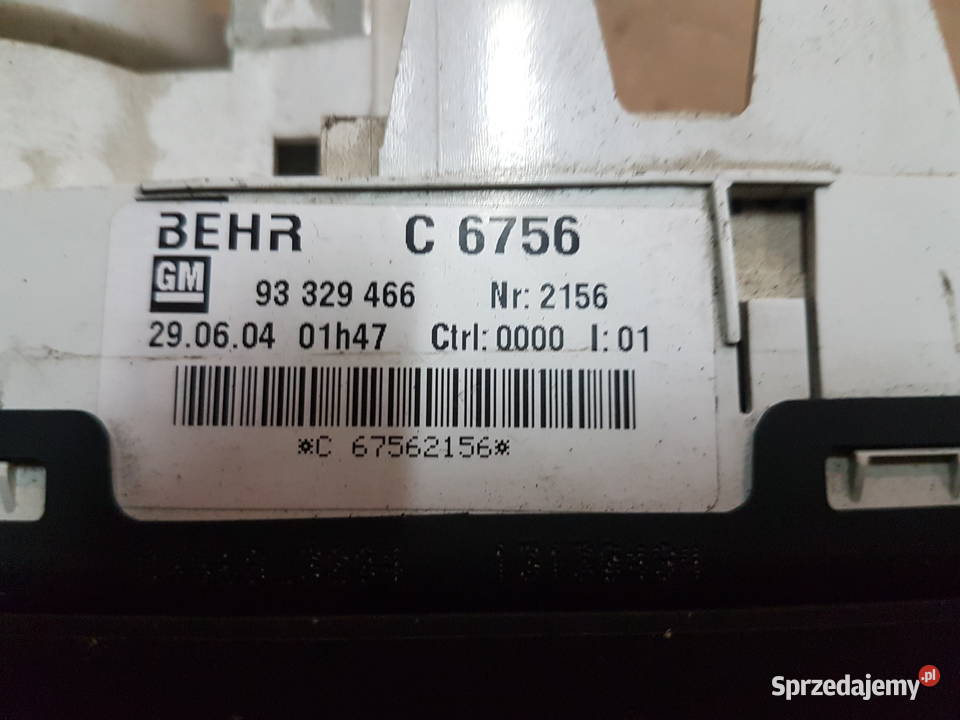 BEHR C 6756
GM 93 329 466 Nr: 2156
29.06.04 01h47 Ctrl: 0000 I: 01
*C 67562156*
Sprzedajemy.pl